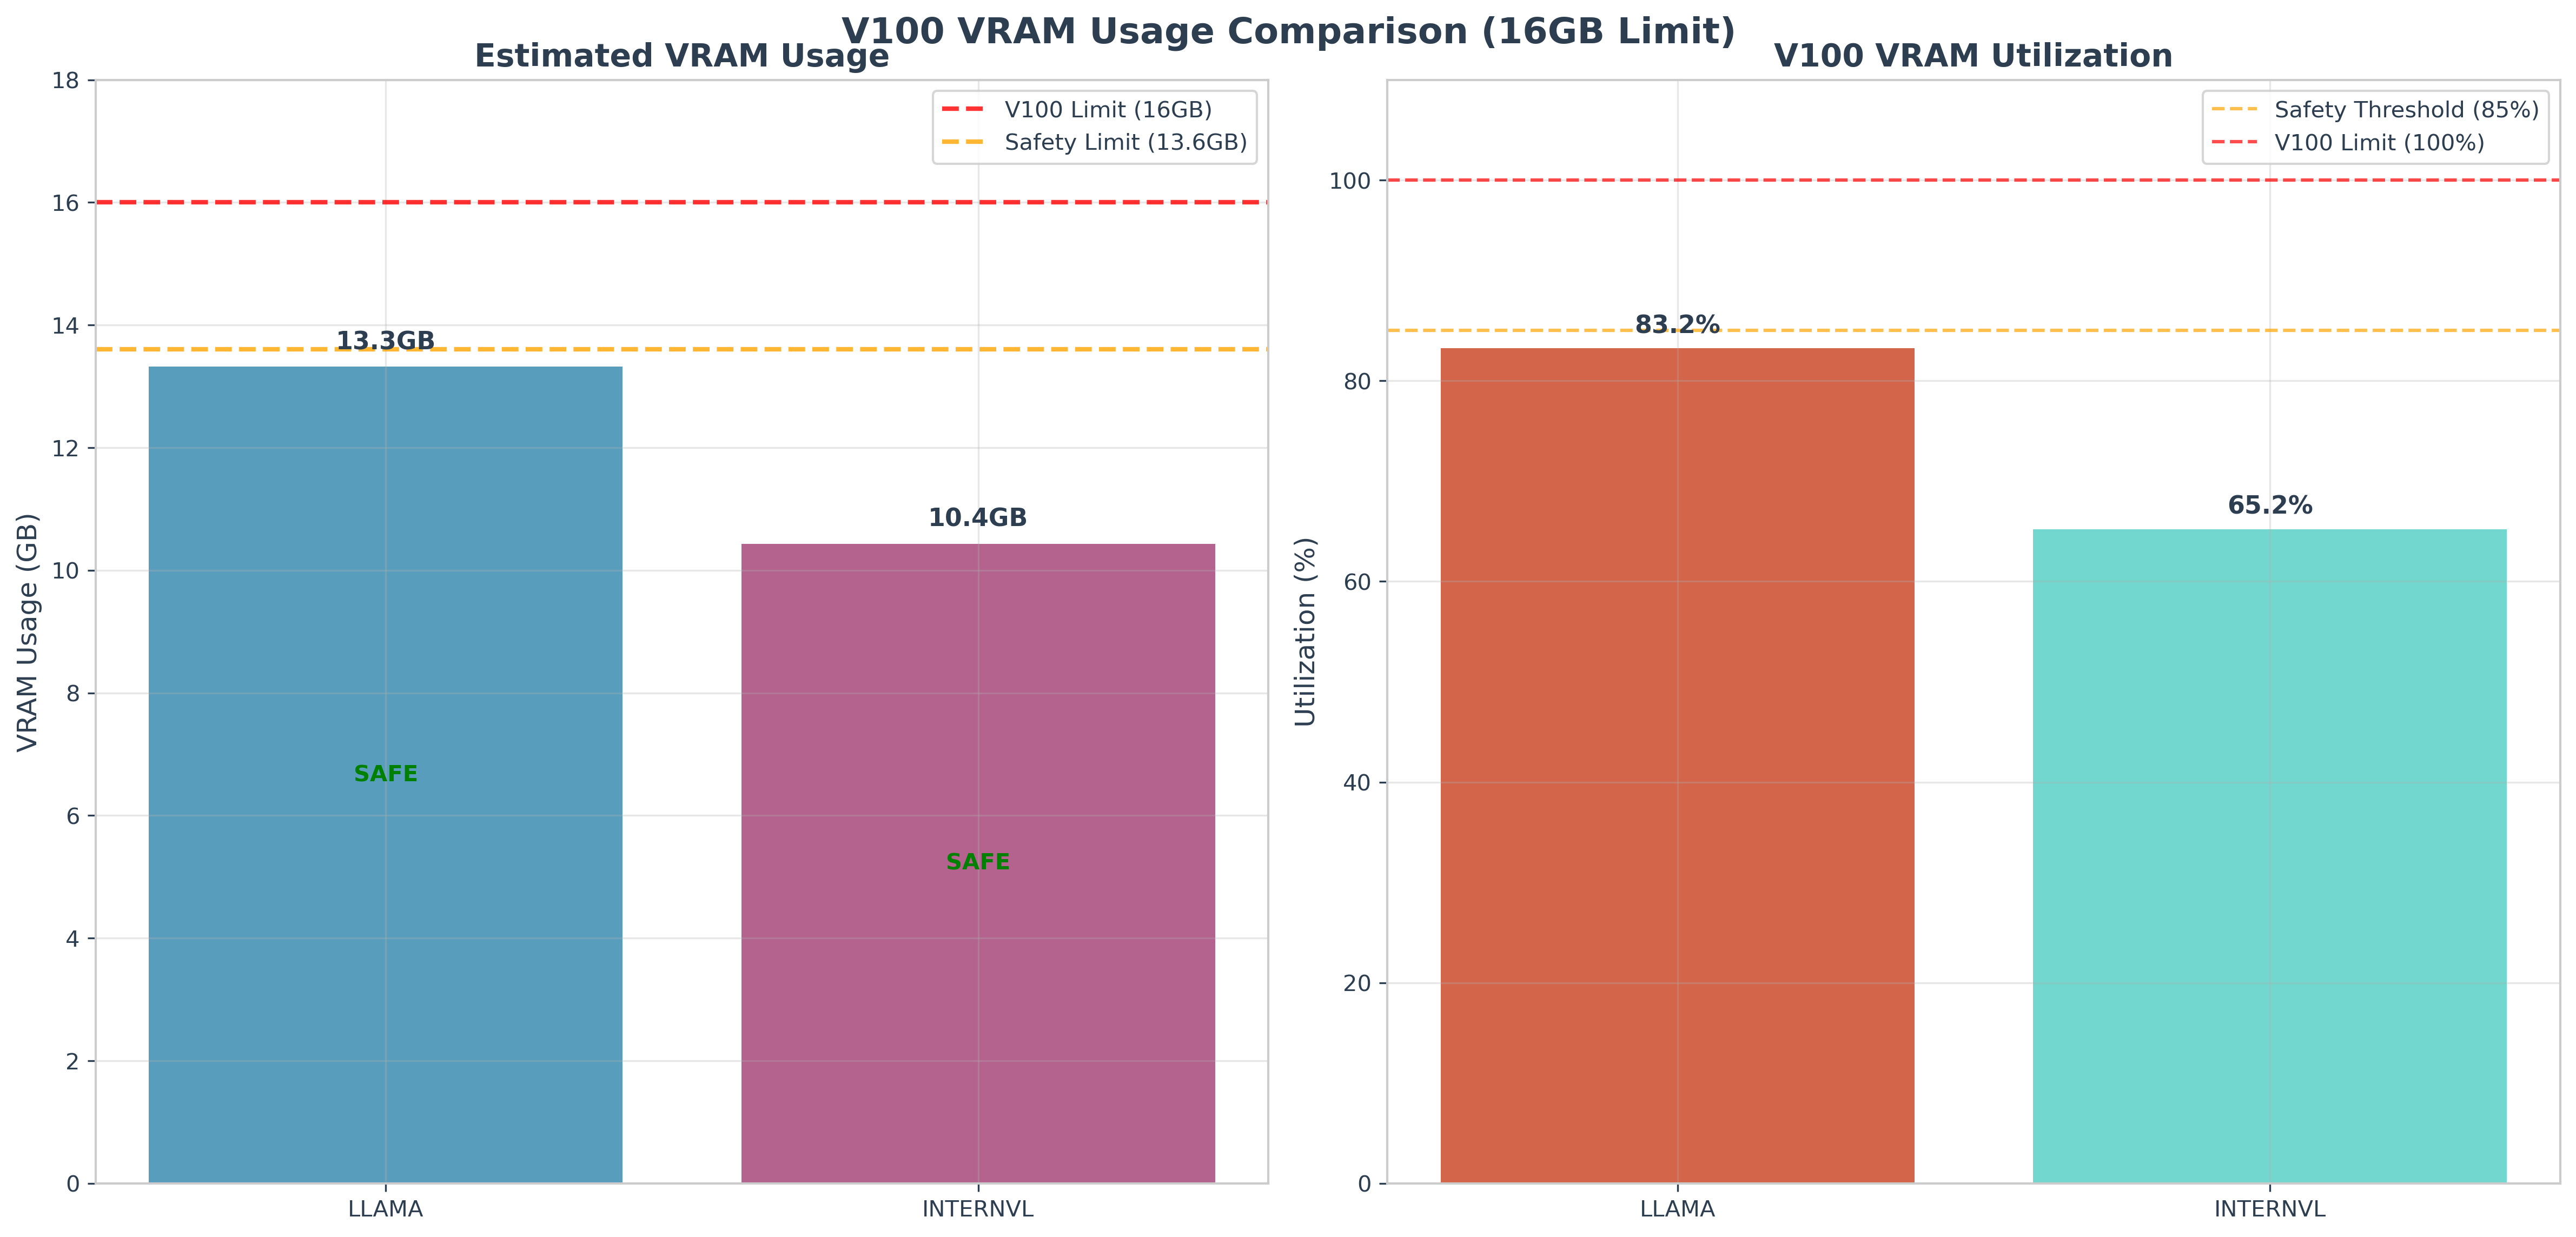 V100 VRAM Usage Comparison (16GB Limit)
Estimated VRAM Usage
V100 Limit (16GB)
Safety Limit (13.6GB)
VRAM Usage (GB)
18
16
14
12
10
8
6
4
2
0
13.3GB
10.4GB
SAFE
SAFE
LLAMA
INTERNVL
V100 VRAM Utilization
Safety Threshold (85%)
V100 Limit (100%)
Utilization (%)
100
80
60
40
20
0
83.2%
65.2%
LLAMA
INTERNVL